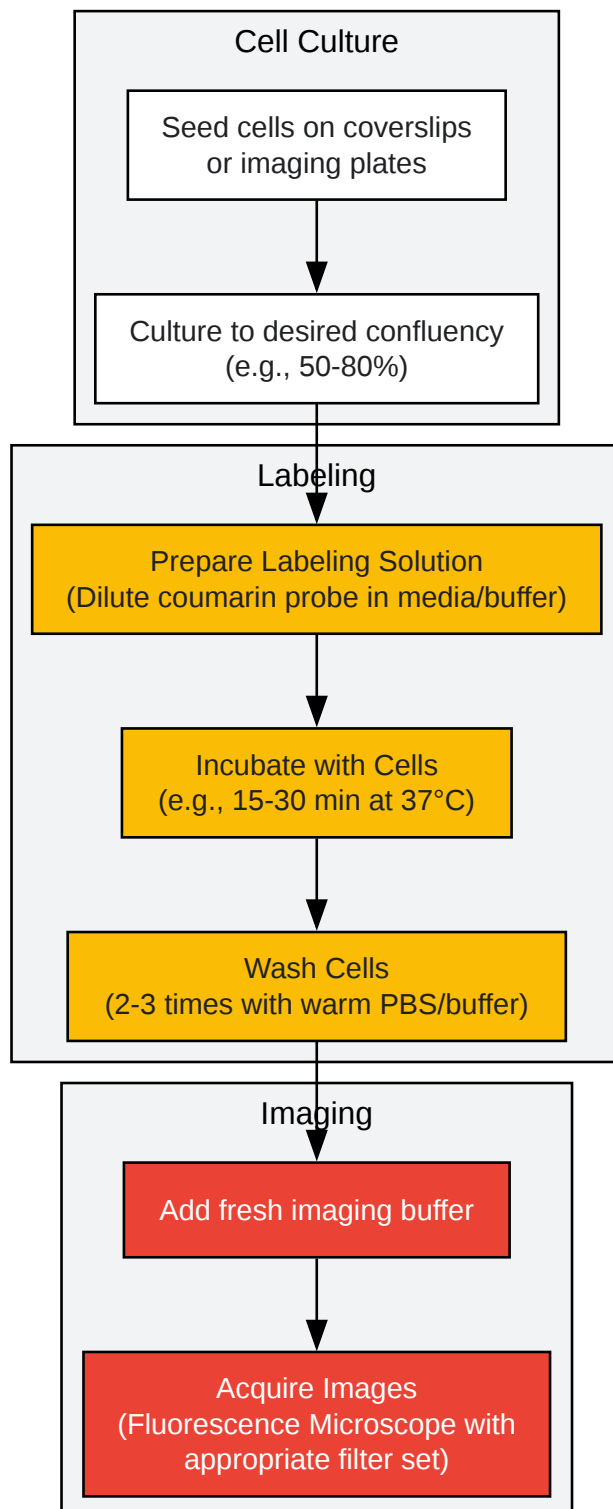 Cell Culture
Seed cells on coverslips
or imaging plates
Culture to desired confluency
(e.g., 50-80%)
Labeling
Prepare Labeling Solution
(Dilute coumarin probe in media/buffer)
Incubate with Cells
(e.g., 15-30 min at 37°C)
Wash Cells
(2-3 times with warm PBS/buffer)
Imaging
Add fresh imaging buffer
Acquire Images
(Fluorescence Microscope with
appropriate filter set)